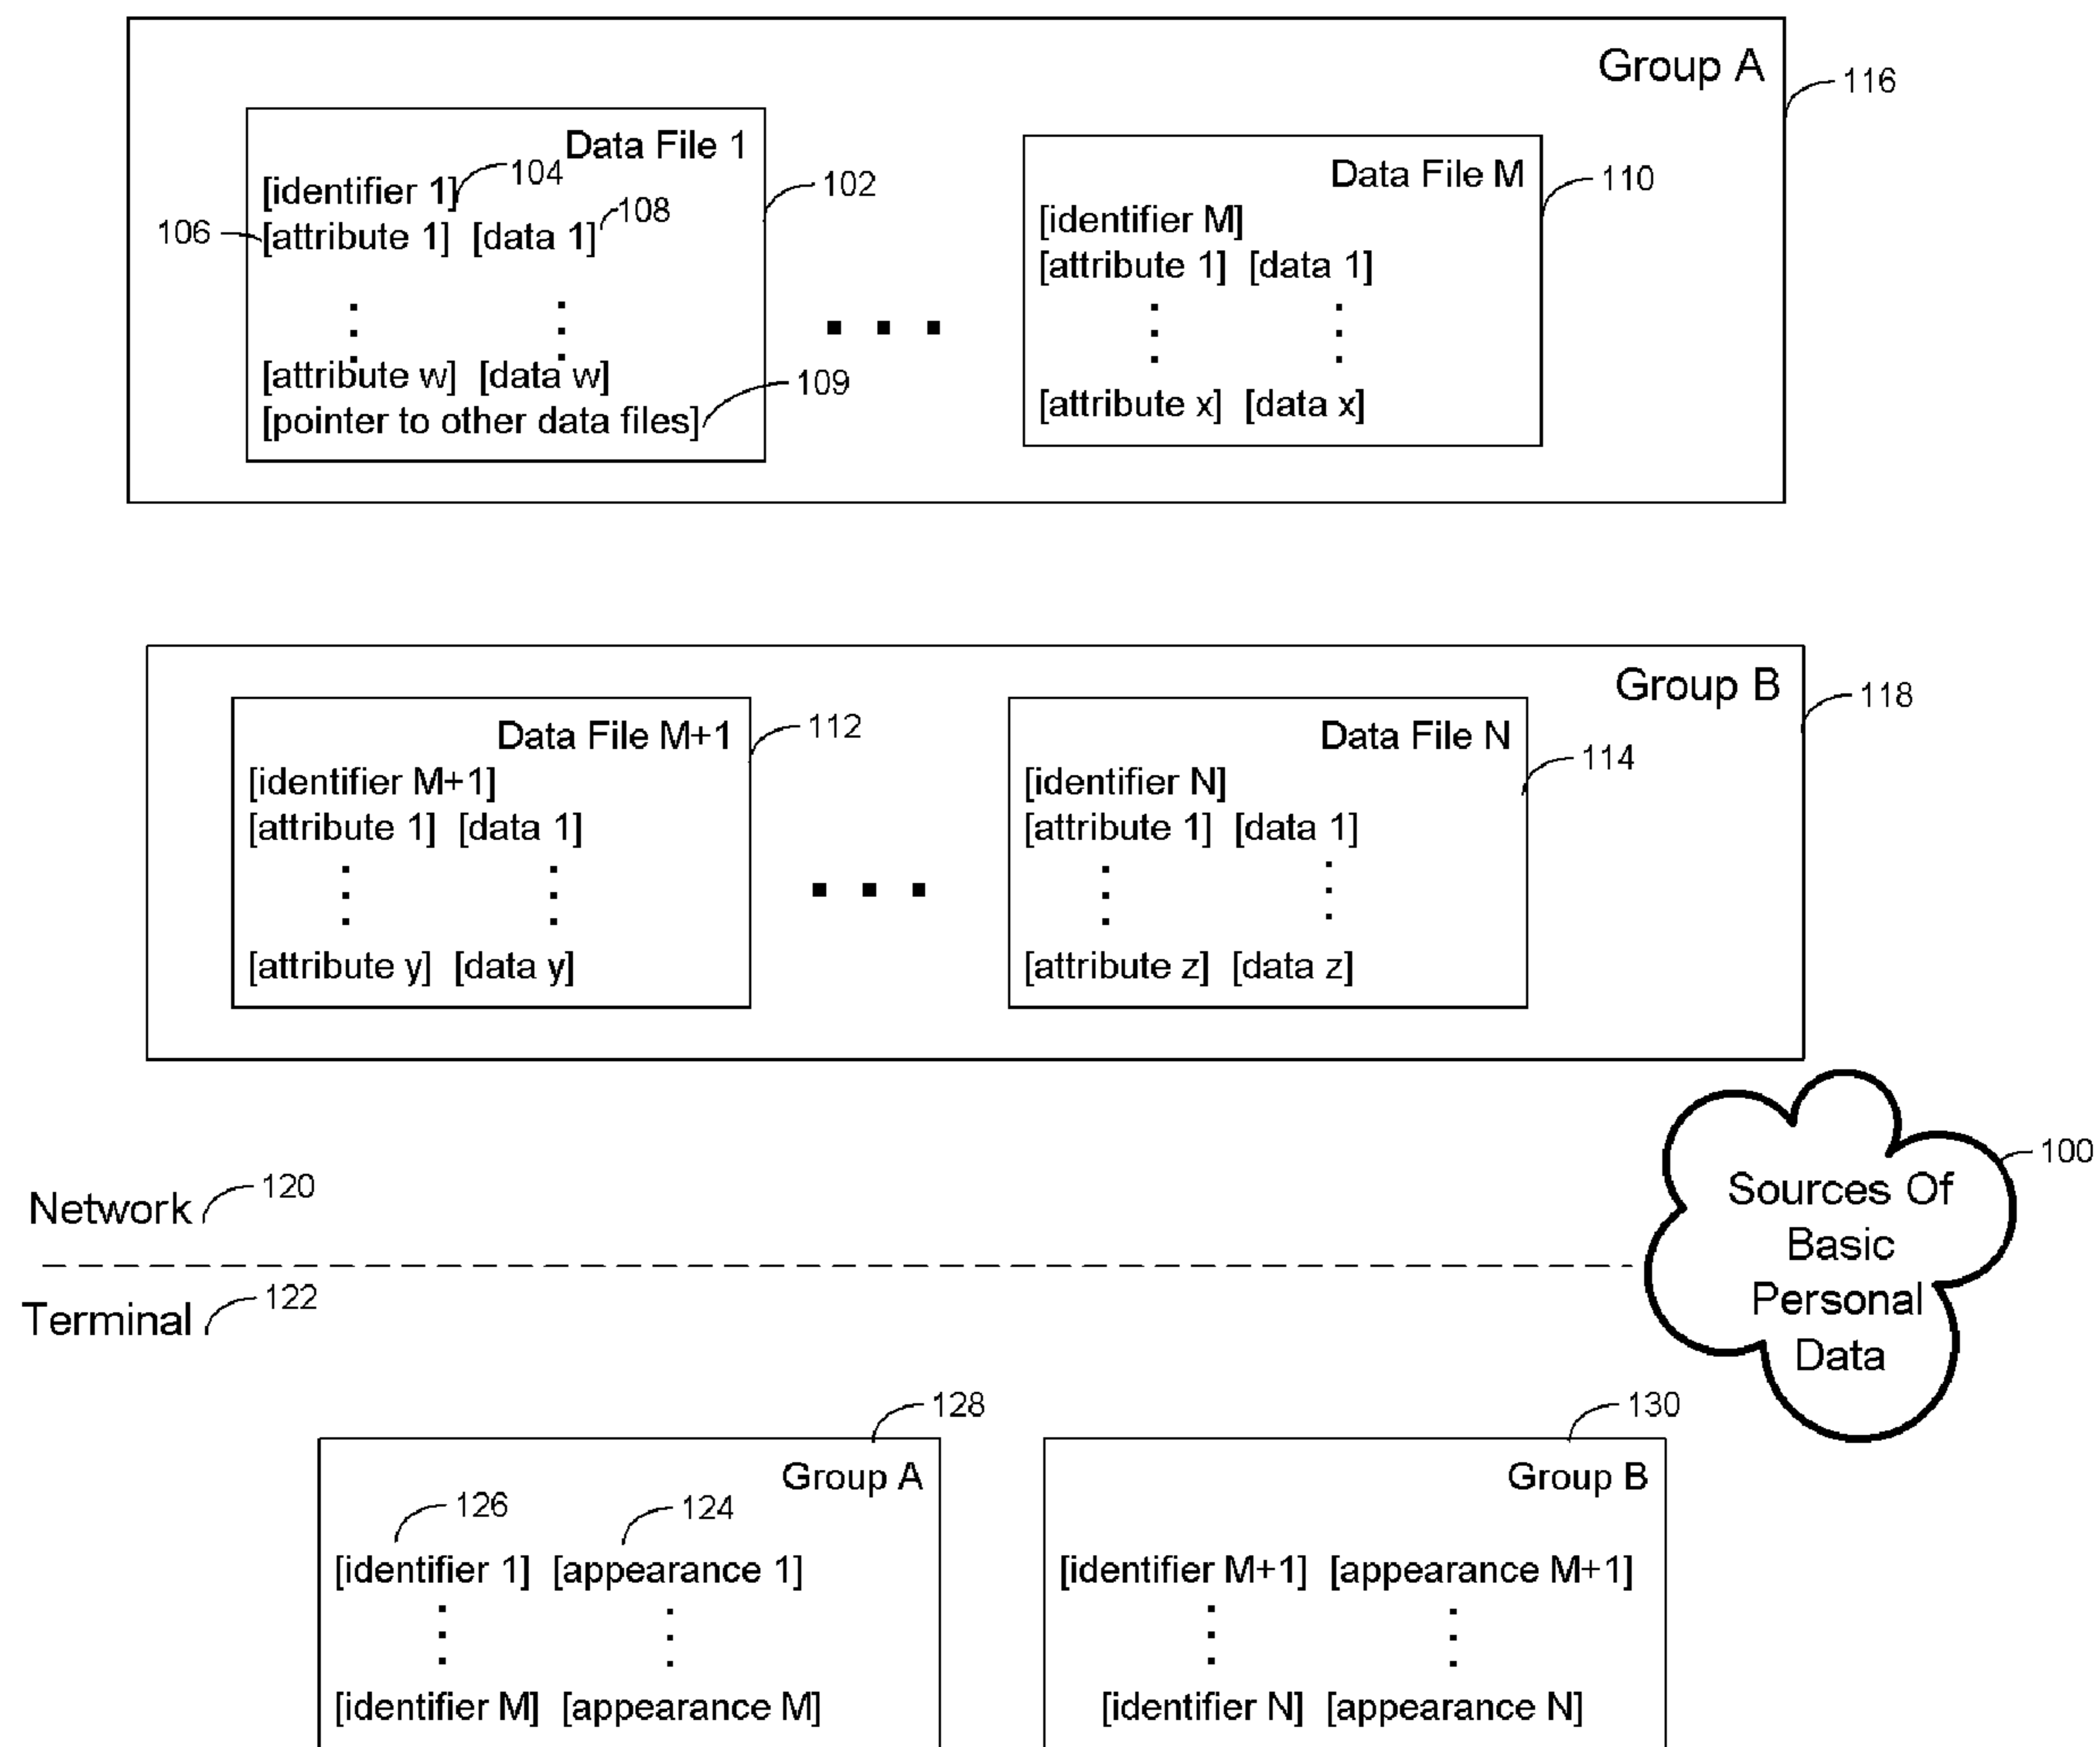 Group A
116
Data File 1
[identifier 1]
104
102
106
[attribute 1] [data 1]
108
[attribute w] [data w]
109
[pointer to other data files]
Data File M
110
[identifier M]
[attribute 1] [data 1]
[attribute x] [data x]
Group B
118
Data File M+1
112
[identifier M+1]
[attribute 1] [data 1]
[attribute y] [data y]
Data File N
114
[identifier N]
[attribute 1] [data 1]
[attribute z] [data z]
100
Sources Of
Basic
Personal
Data
Network
120
Terminal
122
128
Group A
126
124
[identifier 1] [appearance 1]
[identifier M] [appearance M]
130
Group B
[identifier M+1] [appearance M+1]
[identifier N] [appearance N]